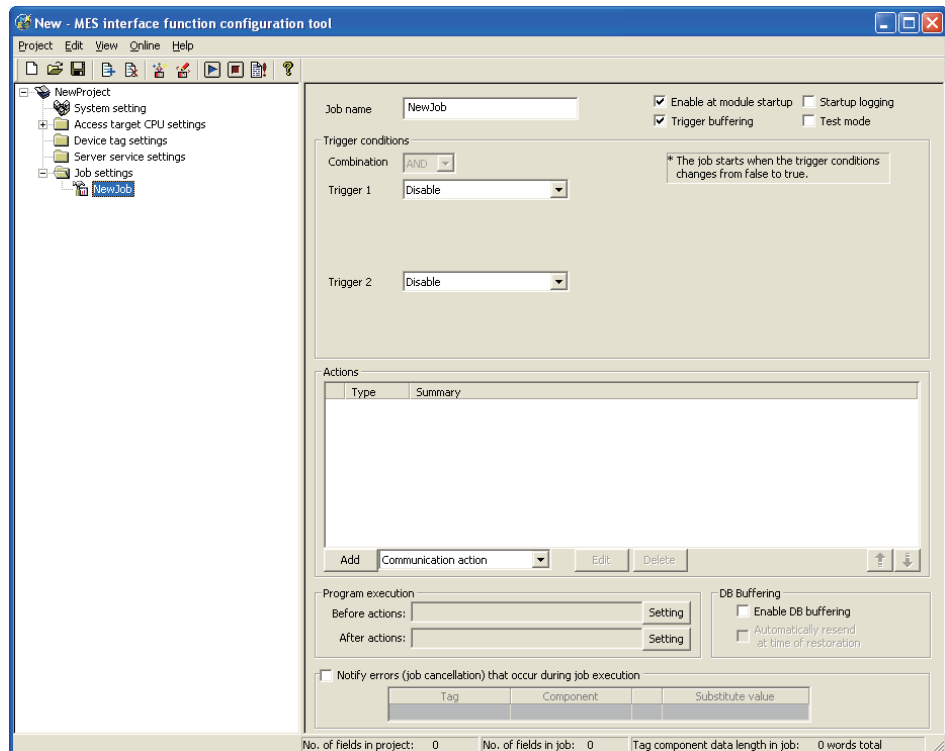 New - MES interface function configuration tool
Project Edit View Online Help
NewProject
System setting
Access target CPU settings
Device tag settings
Server service settings
Job settings
NewJob
Job name NewJob
Enable at module startup Startup logging
Trigger buffering Test mode
Trigger conditions
Combination AND
* The job starts when the trigger conditions
changes from false to true.
Trigger 1 Disable
Trigger 2 Disable
Actions
Type Summary
Add Communication action Edit Delete
Program execution
Before actions: Setting
After actions: Setting
DB Buffering
Enable DB buffering
Automatically resend
at time of restoration
Notify errors (job cancellation) that occur during job execution
Tag Component Substitute value
No. of fields in project: 0 No. of fields in job: 0 Tag component data length in job: 0 words total